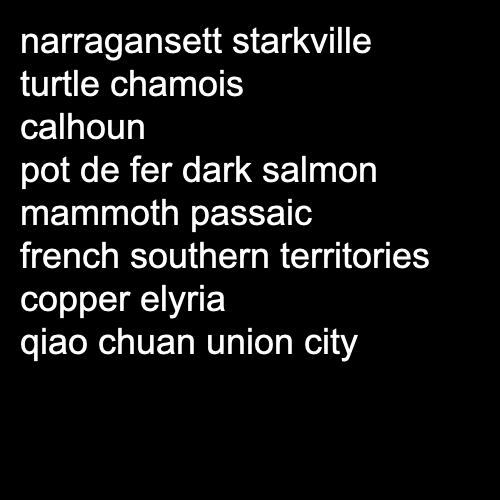 narragansett starkville
turtle chamois
calhoun
pot de fer dark salmon
mammoth passaic
french southern territories
copper elyria
qiao chuan union city